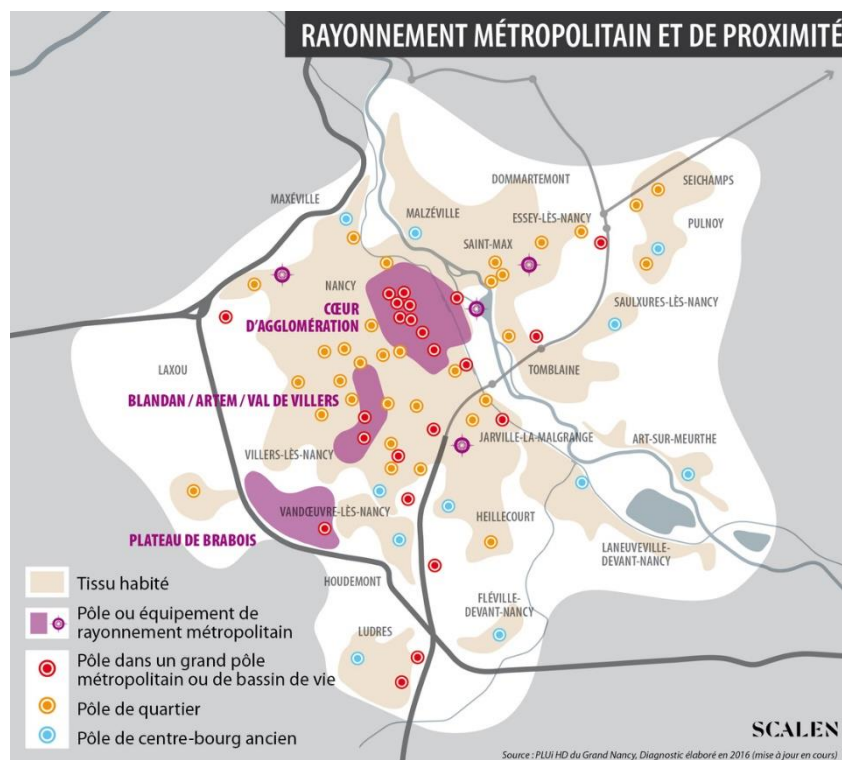 RAYONNEMENT MÉTROPOLITAIN ET DE PROXIMITÉ
DOMMARTEMONT
SEICHAMPS
MAXÉVILLE
MALZÉVILLE
ESSEY-LÈS-NANCY
PULNOY
SAINT-MAX
NANCY
CŒUR
D'AGGLOMÉRATION
SAULXURES-LÈS-NANCY
LAXOU
TOMBLAINE
BLANDAN / ARTEM / VAL DE VILLERS
JARVILLE-LA-MALGRANGE
ART-SUR-MEURTHE
VILLERS-LÈS-NANCY
VANDŒUVRE-LÈS-NANCY
HEILLECOURT
PLATEAU DE BRABOIS
LANEUVEVILLE-
DEVANT-NANCY
HOUDEMONT
FLÉVILLE-
DEVANT-NANCY
LUDRES
Tissu habité
Pôle ou équipement de
rayonnement métropolitain
Pôle dans un grand pôle
métropolitain ou de bassin de vie
Pôle de quartier
Pôle de centre-bourg ancien
SCALEN
Source : PLUi HD du Grand Nancy, Diagnostic élaboré en 2016 (mise à jour en cours)